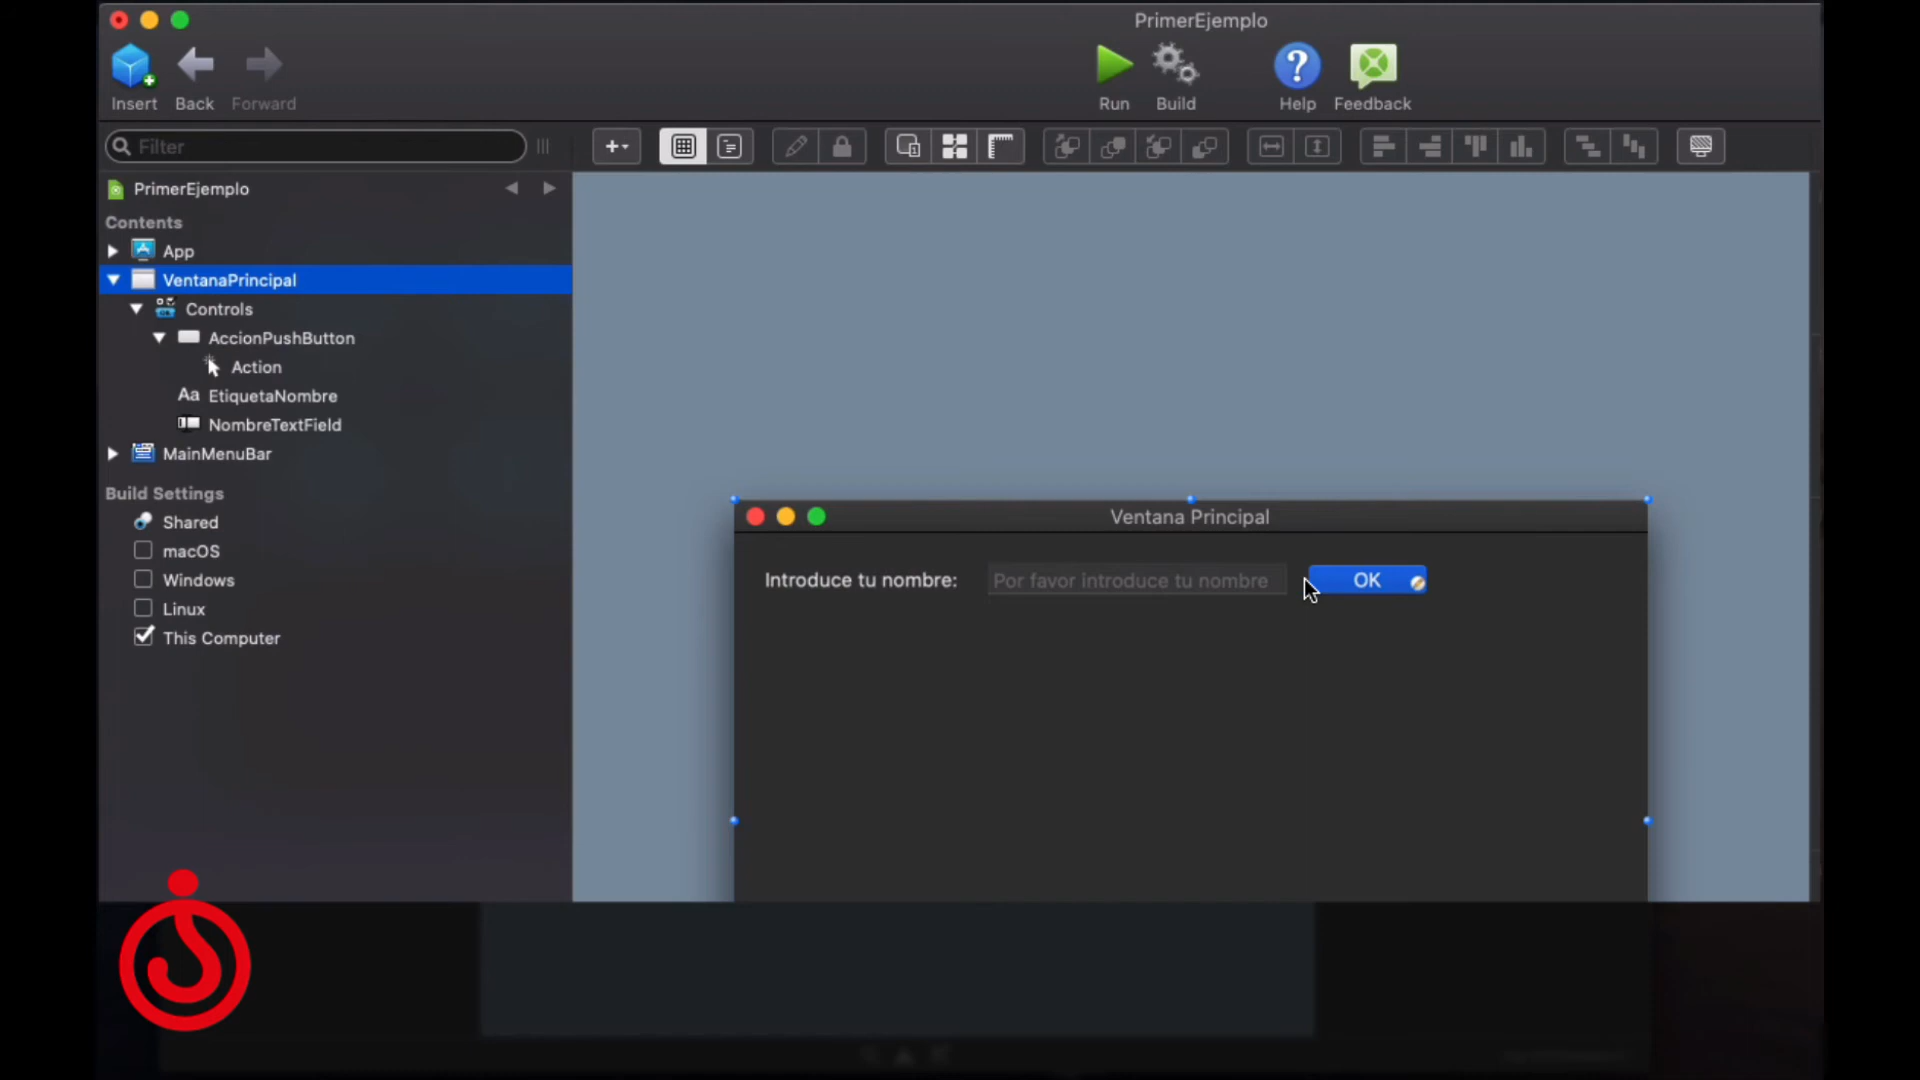 PrimerEjemplo
Insert
Back
Forward
Run
Build
Help
Feedback
Filter
PrimerEjemplo
Contents
App
VentanaPrincipal
Controls
AccionPushButton
Action
Aa EtiquetaNombre
NombreTextField
MainMenuBar
Build Settings
Shared
macOS
Windows
Linux
This Computer
Ventana Principal
Introduce tu nombre:
Por favor introduce tu nombre
OK